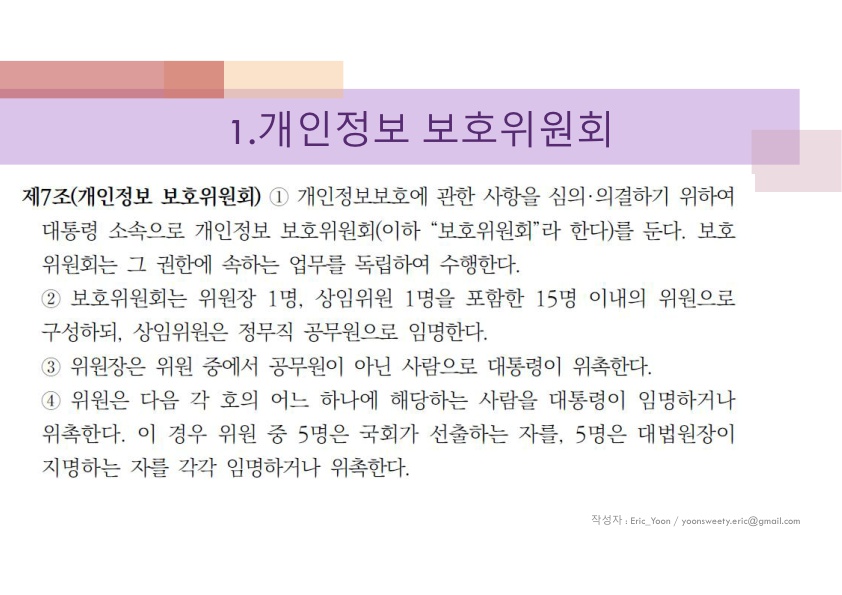 1.개인정보 보호위원회
제7조(개인정보 보호위원회) ① 개인정보보호에 관한 사항을 심의·의결하기 위하여
대통령 소속으로 개인정보 보호위원회(이하 “보호위원회”라 한다)를 둔다. 보호
위원회는 그 권한에 속하는 업무를 독립하여 수행한다.
② 보호위원회는 위원장 1명, 상임위원 1명을 포함한 15명 이내의 위원으로
구성하되, 상임위원은 정무직 공무원으로 임명한다.
③ 위원장은 위원 중에서 공무원이 아닌 사람으로 대통령이 위촉한다.
④ 위원은 다음 각 호의 어느 하나에 해당하는 사람을 대통령이 임명하거나
위촉한다. 이 경우 위원 중 5명은 국회가 선출하는 자를, 5명은 대법원장이
지명하는 자를 각각 임명하거나 위촉한다.
작성자 : Eric_Yoon / yoonsweety.eric@gmail.com